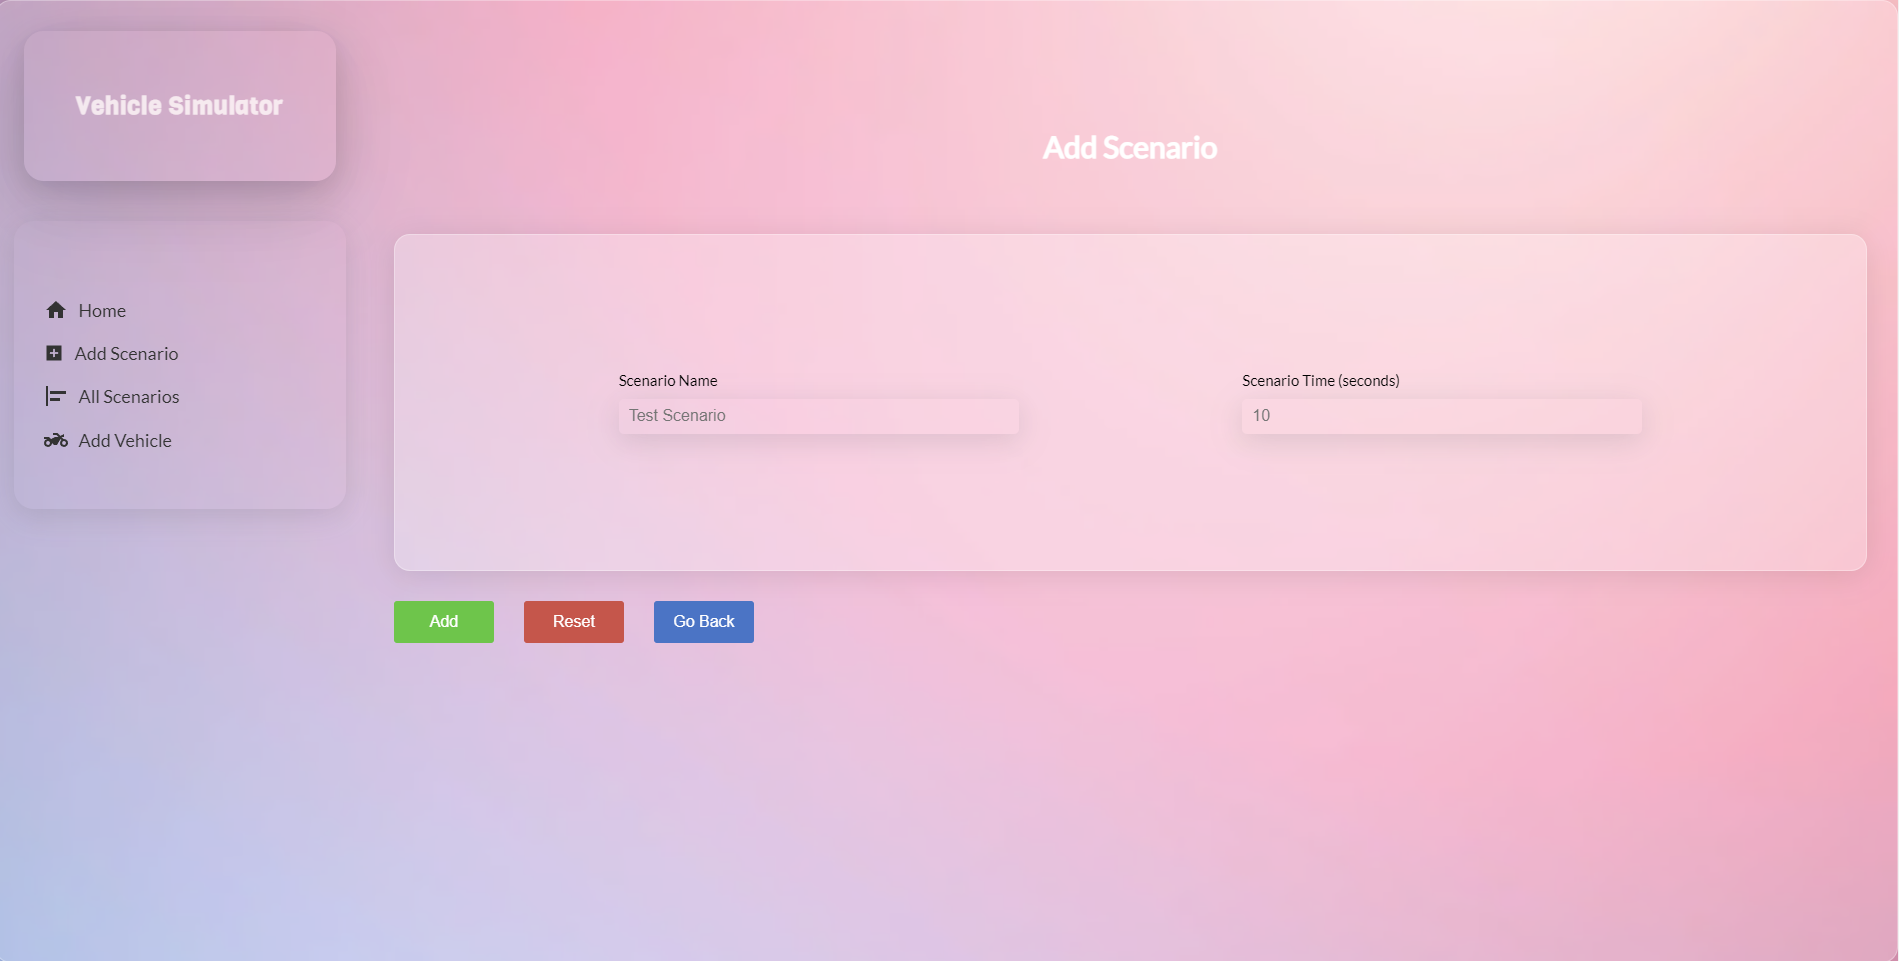 Vehicle Simulator
Home
Add Scenario
All Scenarios
Add Vehicle
Add Scenario
Scenario Name
Test Scenario
Scenario Time (seconds)
10
Add
Reset
Go Back